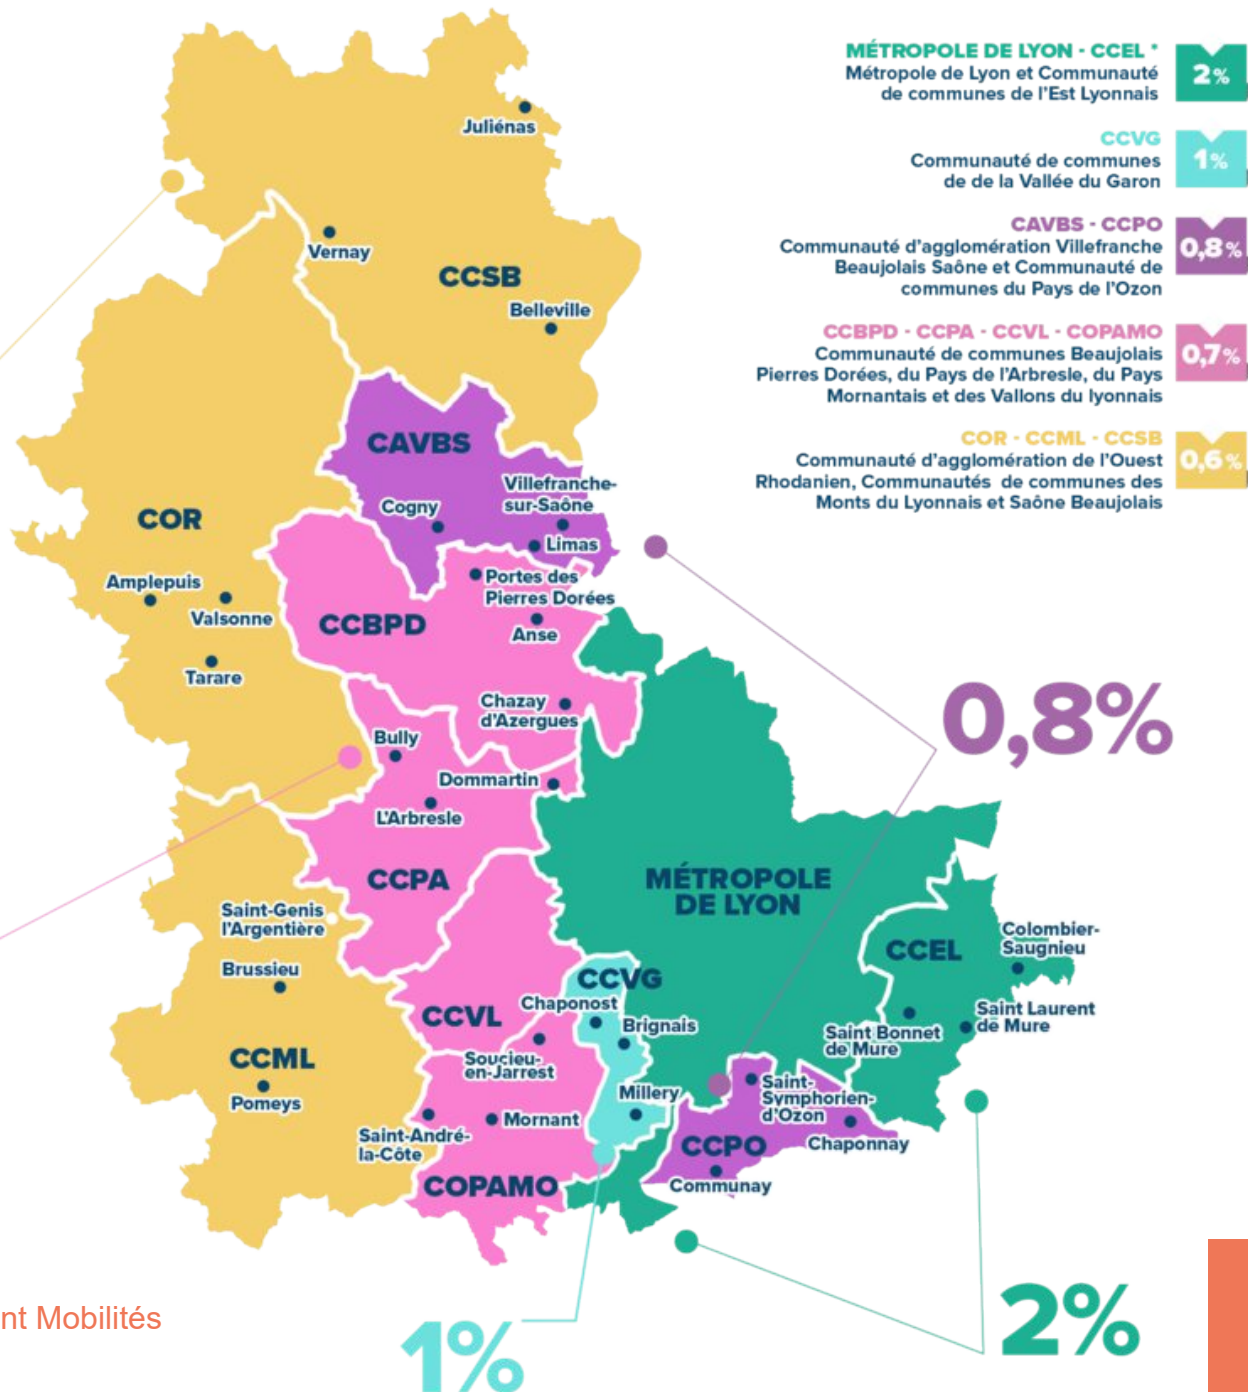 MÉTROPOLE DE LYON - CCEL *
Métropole de Lyon et Communauté
de communes de l'Est Lyonnais
2%
CCVG
Communauté de communes
de de la Vallée du Garon
1%
CAVBS - CCPO
Communauté d'agglomération Villefranche
Beaujolais Saône et Communauté de
communes du Pays de l'Ozon
0,8%
CCBPD - CCPA - CCVL - COPAMO
Communauté de communes Beaujolais
Pierres Dorées, du Pays de l'Arbresle, du Pays
Mornantais et des Vallons du lyonnais
0,7%
COR - CCML - CCSB
Communauté d'agglomération de l'Ouest
Rhodanien, Communautés de communes des
Monts du Lyonnais et Saône Beaujolais
0,6%
Juliénas
Vernay
CCSB
Belleville
CAVBS
Villefranche-
sur-Saône
Cogny
Limas
COR
Amplepuis
Valsonne
Tarare
Portes des
Pierres Dorées
CCBPD
Anse
Chazay
d'Azergues
Bully
Dommartin
L'Arbresle
CCPA
0,8%
MÉTROPOLE
DE LYON
Saint-Genis
l'Argentière
Brussieu
CCML
Pomeys
CCEL
Colombier-
Saugnieu
Saint Laurent
de Mure
Saint Bonnet
de Mure
CCVG
Chaponost
Brignais
CCVL
Soucieu-
en-Jarrest
Millery
Mornant
Saint-André-
la-Côte
COPAMO
Saint-
Symphorien-
d'Ozon
Chaponnay
CCPO
Communay
2%
1%
nt Mobilités